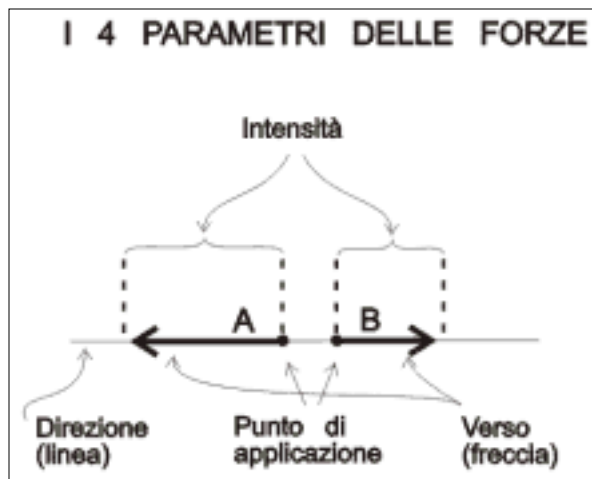 I 4 PARAMETRI DELLE FORZE
Intensità
A
B
Direzione
(linea)
Punto di
applicazione
Verso
(freccia)